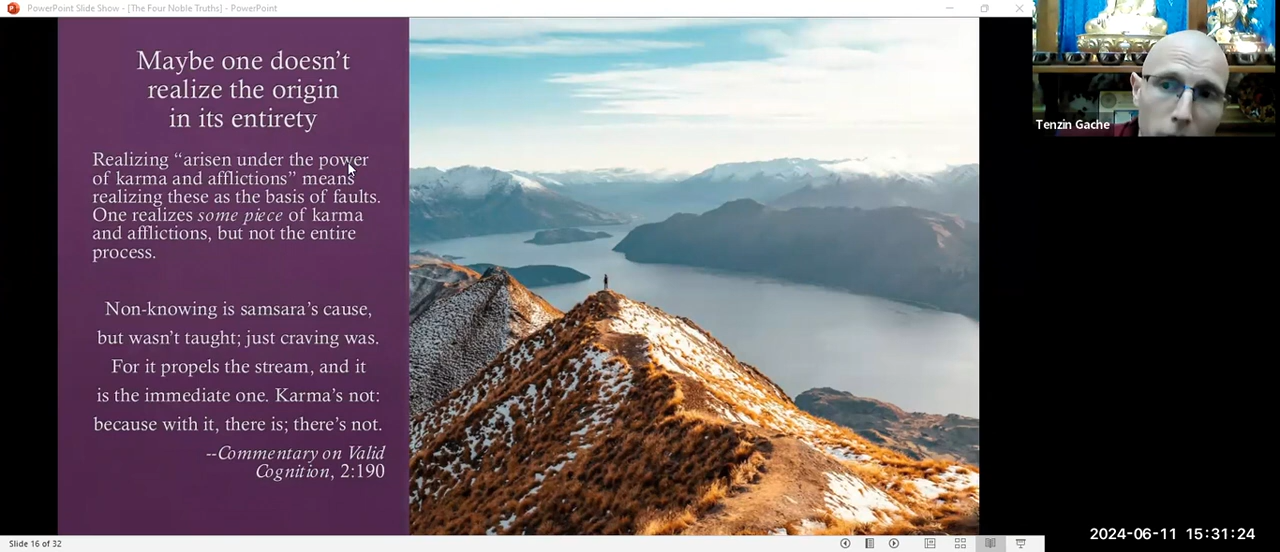 PowerPoint Slide Show - [The Four Noble Truths] - PowerPoint
Maybe one doesn’t
realize the origin
in its entirety
Realizing “arisen under the power
of karma and afflictions” means
realizing these as the basis of faults.
One realizes some piece of karma
and afflictions, but not the entire
process.
Non-knowing is samsara’s cause,
but wasn’t taught; just craving was.
For it propels the stream, and it
is the immediate one. Karma’s not:
because with it, there is; there’s not.
--Commentary on Valid
Cognition, 2:190
Tenzin Gache
Slide 16 of 32
2024-06-11 15:31:24